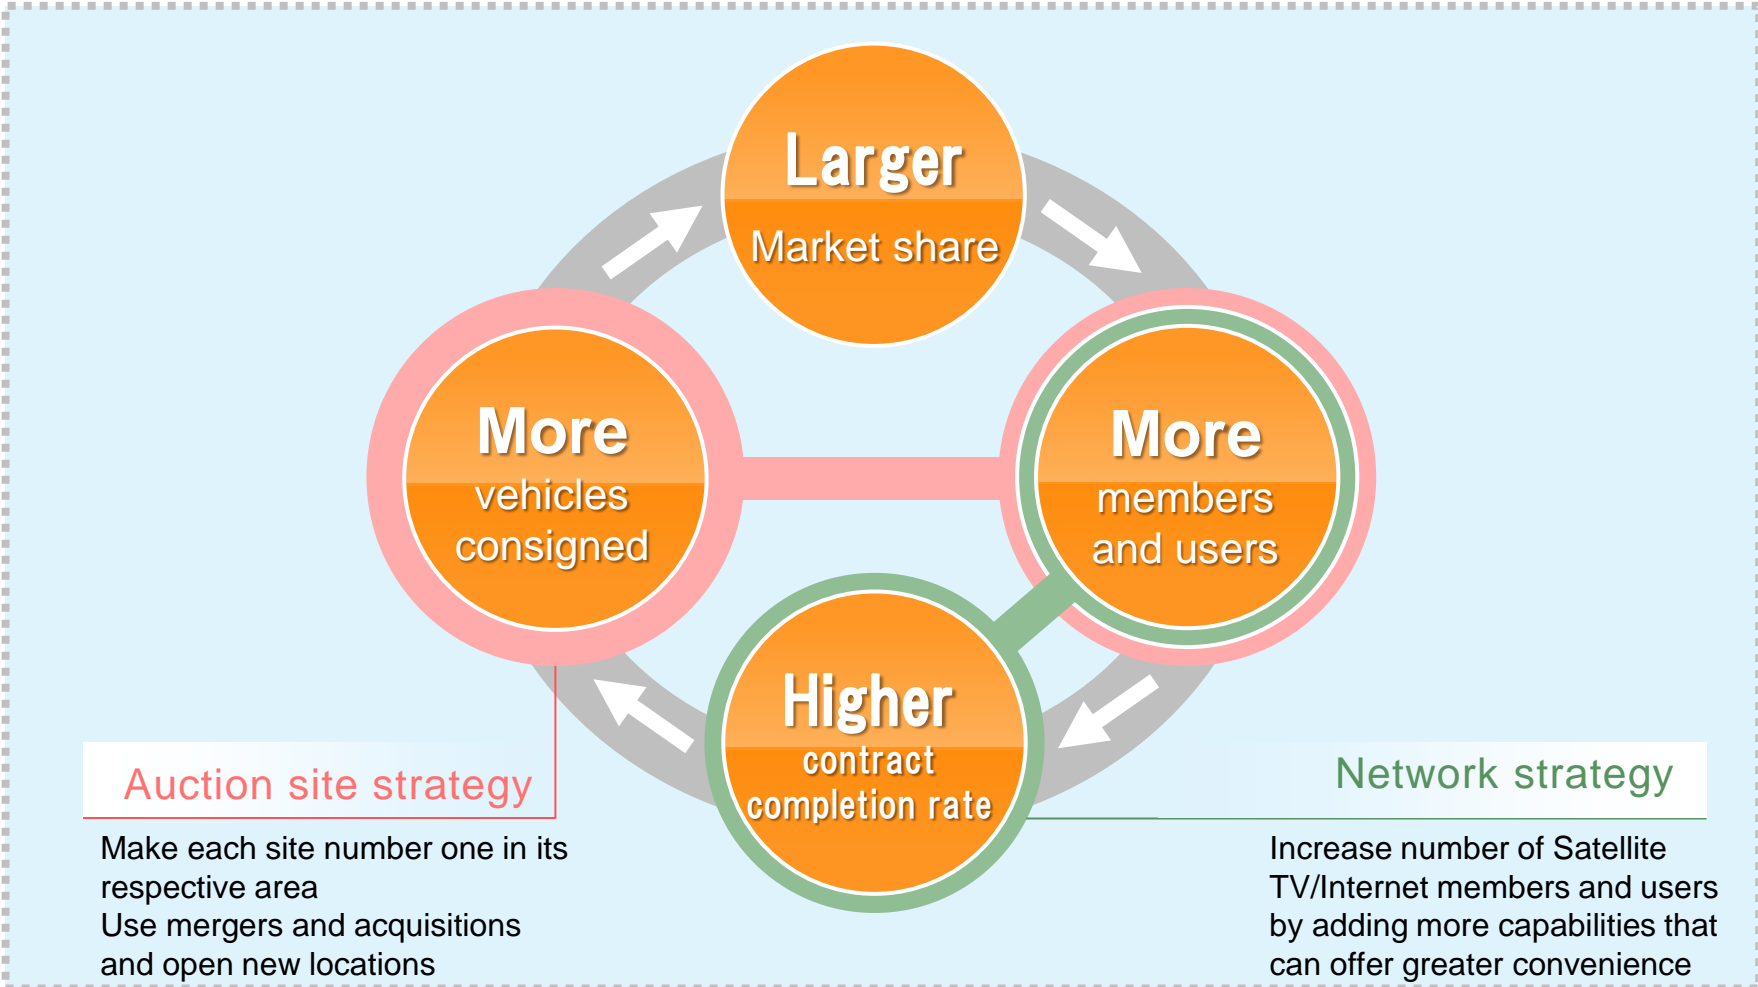 Larger
Market share
More
vehicles
consigned
More
members
and users
Higher
contract
completion rate
Auction site strategy
Make each site number one in its
respective area
Use mergers and acquisitions
and open new locations
Network strategy
Increase number of Satellite
TV/Internet members and users
by adding more capabilities that
can offer greater convenience